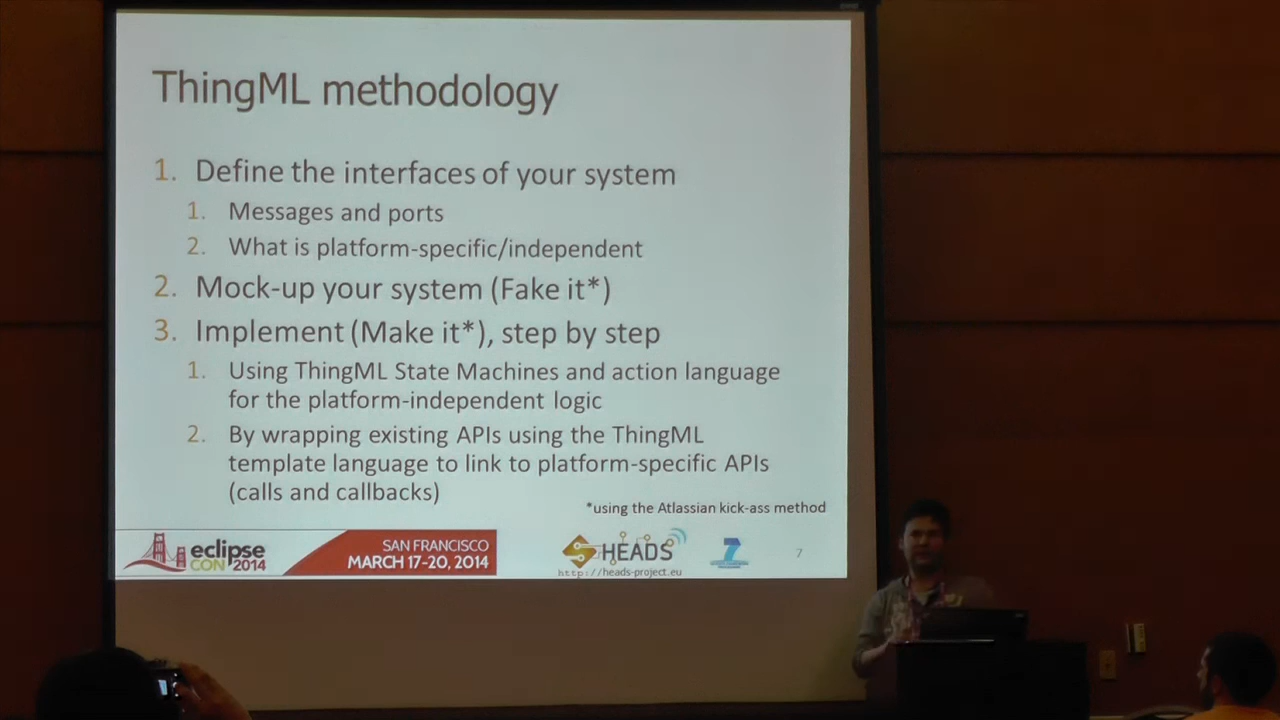 ThingML methodology
1. Define the interfaces of your system
1. Messages and ports
2. What is platform-specific/independent
2. Mock-up your system (Fake it*)
3. Implement (Make it*), step by step
1. Using ThingML State Machines and action language
for the platform-independent logic
2. By wrapping existing APIs using the ThingML
template language to link to platform-specific APIs
(calls and callbacks)
*using the Atlassian kick-ass method
eclipse
CON 2014
SAN FRANCISCO
MARCH 17-20, 2014
HEADS
http://heads-project.eu
7
7